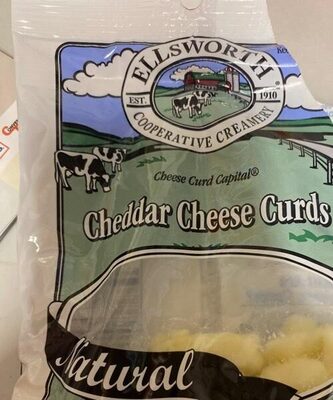 ELLSWORTH
EST. 1910
COOPERATIVE CREAMERY
Cheese Curd Capital®
Cheddar Cheese Curds
Natural